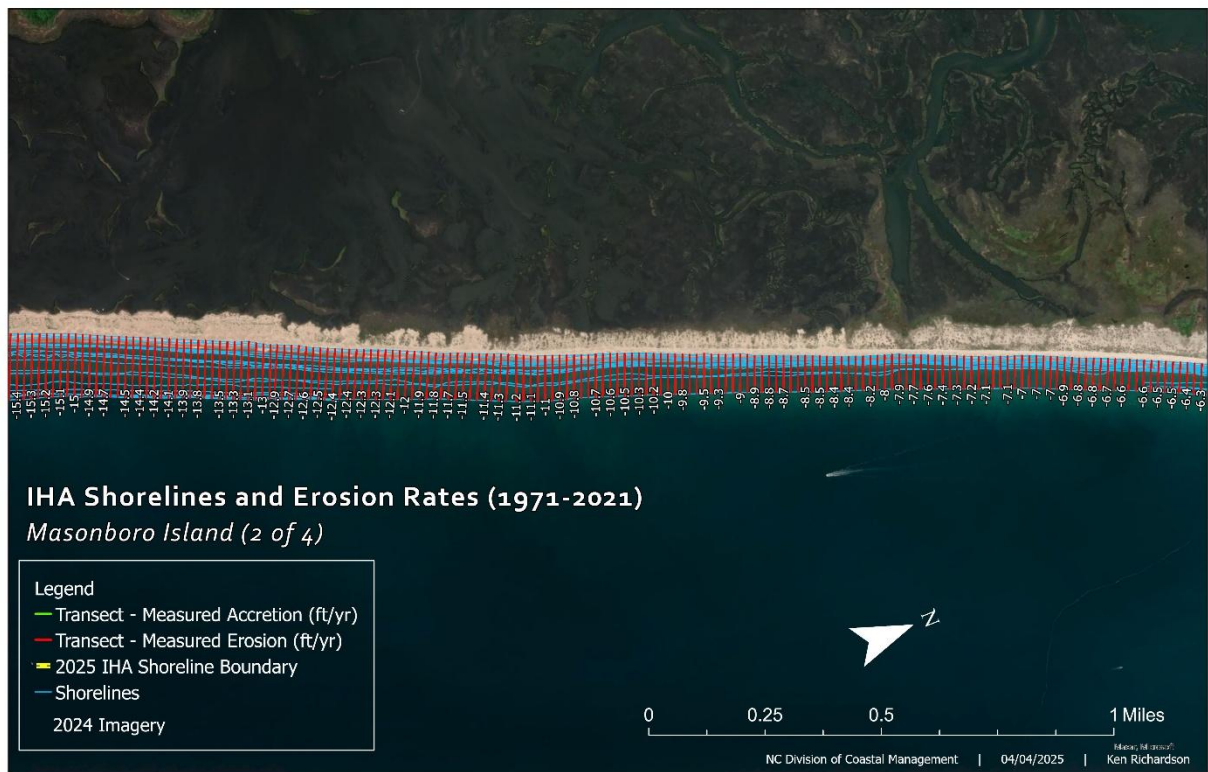 -15.4 -15.3 -15.2 -15.1 -15 -14.9 -14.7 -14.6 -14.4 -14.2 -14.1 -13.9 -13.8 -13.5 -13.3 -13.1 -13 -12.9 -12.7 -12.6 -12.5 -12.4 -12.4 -12.3 -12.3 -12.1 -12 -11.9 -11.8 -11.7 -11.5 -11.4 -11.3 -11.2 -11.1 -11 -10.9 -10.8 -10.7 -10.6 -10.5 -10.3 -10.2 -10 -9.8 -9.5 -9.3 -9 -8.9 -8.8 -8.7 -8.5 -8.5 -8.4 -8.4 -8.2 -8 -7.9 -7.7 -7.6 -7.4 -7.3 -7.2 -7.1 -7.1 -7 -7 -7 -6.9 -6.8 -6.8 -6.7 -6.6 -6.6 -6.5 -6.5 -6.4 -6.3
IHA Shorelines and Erosion Rates (1971-2021)
Masonboro Island (2 of 4)
Legend
Transect - Measured Accretion (ft/yr)
Transect - Measured Erosion (ft/yr)
2025 IHA Shoreline Boundary
Shorelines
2024 Imagery
N
0 0.25 0.5 1 Miles
Maxar, Microsoft
NC Division of Coastal Management | 04/04/2025 | Ken Richardson